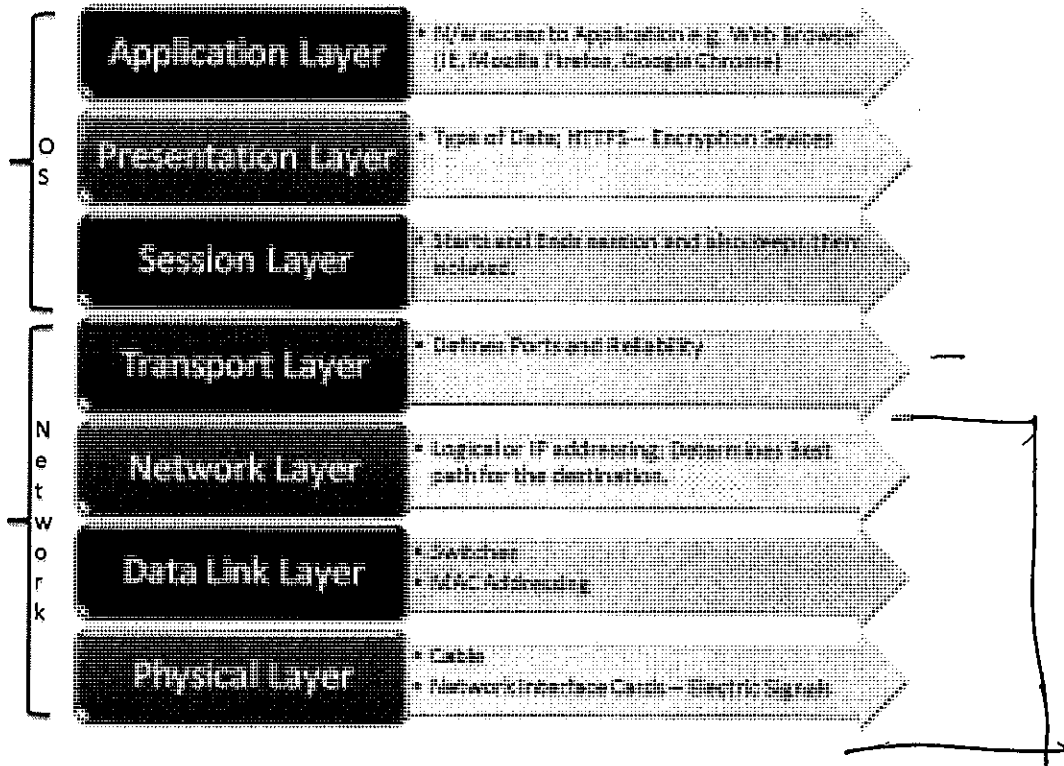 OS
Application Layer
• N/w access to Application e.g. Web Browser
(IE, Mozilla Firefox, Google Chrome)
Presentation Layer
• Type of Data; HTTPS – Encryption Services
Session Layer
• Starts and Ends session and also keeps them
isolated.
Network
Transport Layer
• Defines Ports and Reliability
Network Layer
• Logical or IP addressing; Determines Best
path for the destination.
Data Link Layer
• Switches
• MAC Addressing
Physical Layer
• Cable
• Network Interface Cards – Electric Signals